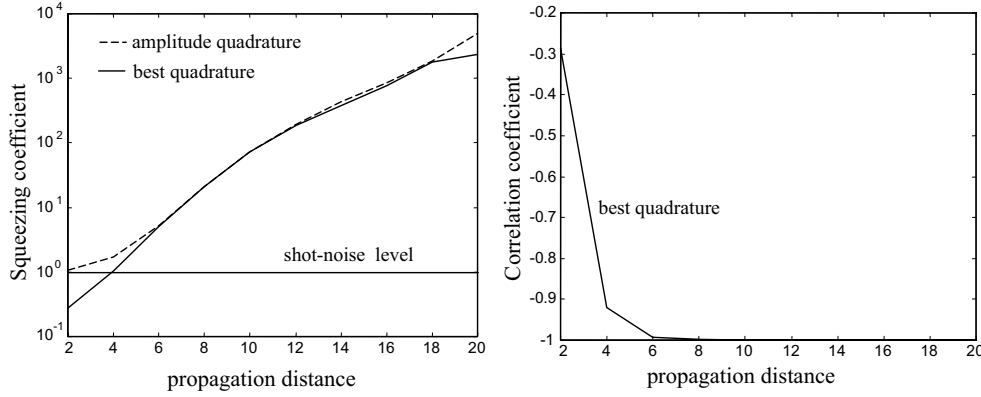 10^4
10^3
10^2
10^1
10^0
10^-1
Squeezing coefficient
amplitude quadrature
best quadrature
shot-noise level
2 4 6 8 10 12 14 16 18 20
propagation distance
-0.2
-0.3
-0.4
-0.5
-0.6
-0.7
-0.8
-0.9
-1
Correlation coefficient
best quadrature
2 4 6 8 10 12 14 16 18 20
propagation distance